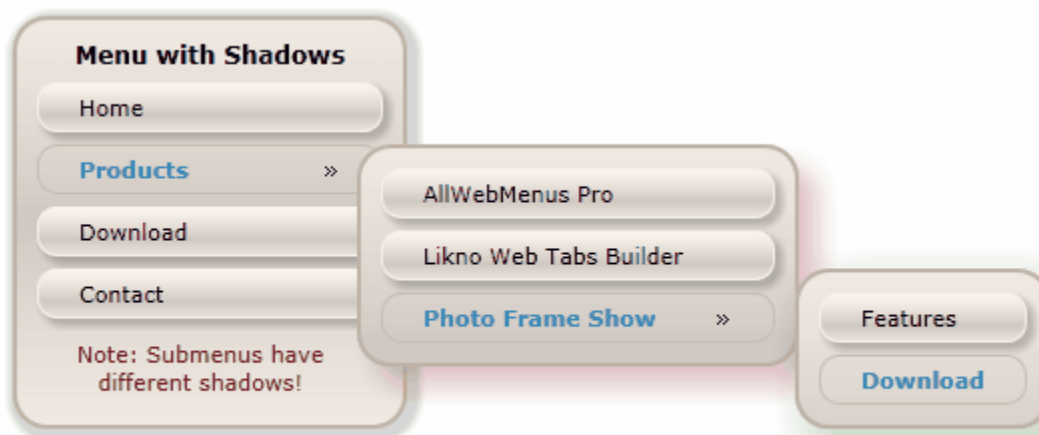 Menu with Shadows
Home
Products »
Download
Contact
Note: Submenus have
different shadows!
AllWebMenus Pro
Likno Web Tabs Builder
Photo Frame Show »
Features
Download